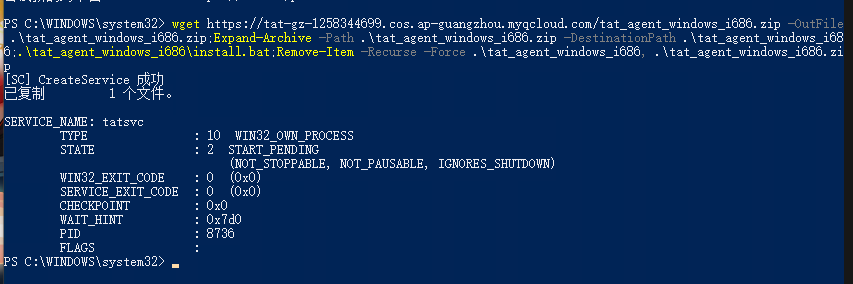 PS C:\WINDOWS\system32> wget https://tat-gz-1258344699.cos.ap-guangzhou.myqcloud.com/tat_agent_windows_i686.zip -OutFile
.\tat_agent_windows_i686.zip;Expand-Archive -Path .\tat_agent_windows_i686.zip -DestinationPath .\tat_agent_windows_i68
6;.\tat_agent_windows_i686\install.bat;Remove-Item -Recurse -Force .\tat_agent_windows_i686, .\tat_agent_windows_i686.zi
p
[SC] CreateService 成功
已复制         1 个文件。
SERVICE_NAME: tatsvc
TYPE               : 10  WIN32_OWN_PROCESS
STATE              : 2  START_PENDING
(NOT_STOPPABLE, NOT_PAUSABLE, IGNORES_SHUTDOWN)
WIN32_EXIT_CODE    : 0  (0x0)
SERVICE_EXIT_CODE  : 0  (0x0)
CHECKPOINT         : 0x0
WAIT_HINT          : 0x7d0
PID                : 8736
FLAGS              :
PS C:\WINDOWS\system32>